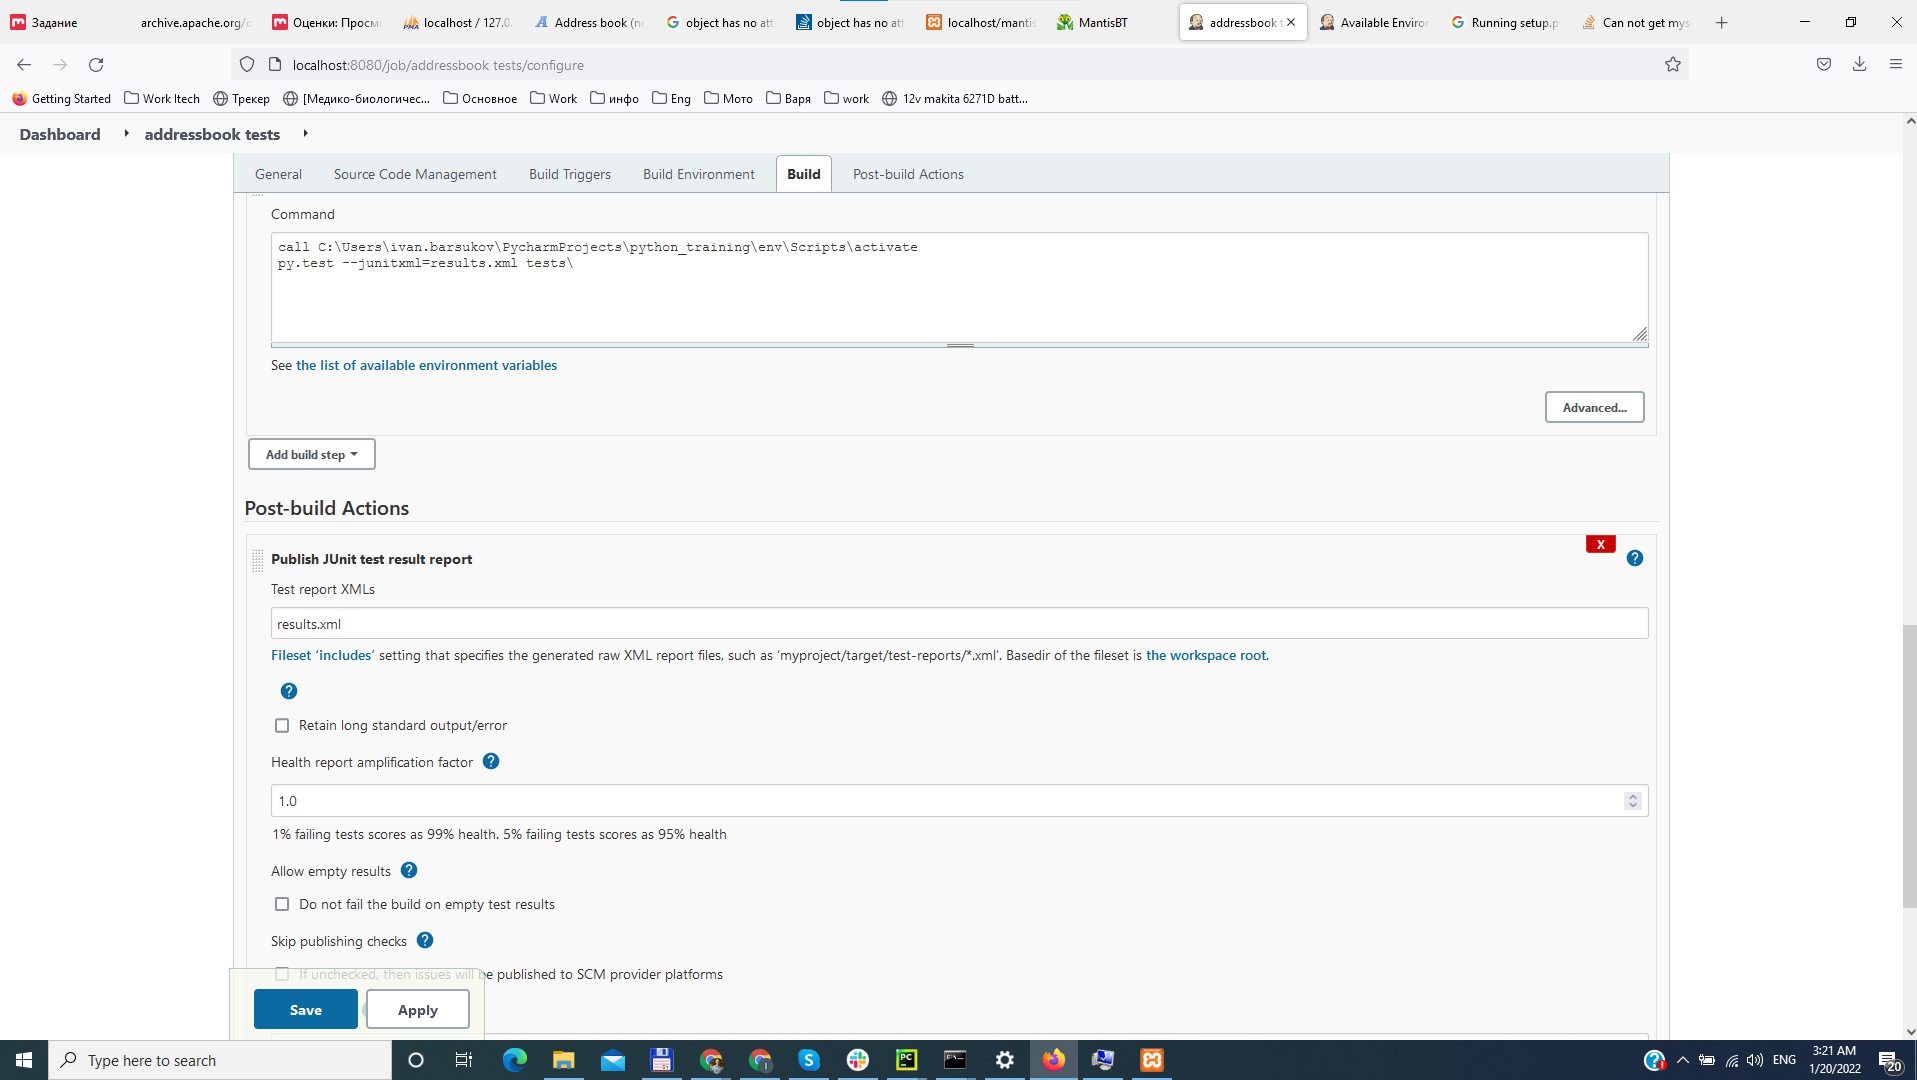 Задание
archive.apache.org/
Оценки: Просм
localhost / 127.0.
Address book (n
object has no att
object has no att
localhost/mantis
MantisBT
addressbook t
Available Enviror
Running setup.p
Can not get mys
localhost:8080/job/addressbook tests/configure
Getting Started
Work Itech
Трекер
[Медико-биологичес...
Основное
Work
инфо
Eng
Мото
Варя
work
12v makita 6271D batt...
Dashboard
addressbook tests
General
Source Code Management
Build Triggers
Build Environment
Build
Post-build Actions
Command
call C:\Users\ivan.barsukov\PycharmProjects\python_training\env\Scripts\activate
py.test --junitxml=results.xml tests\
See the list of available environment variables
Advanced...
Add build step
Post-build Actions
X
Publish JUnit test result report
?
Test report XMLs
results.xml
Fileset ‘includes’ setting that specifies the generated raw XML report files, such as ‘myproject/target/test-reports/*.xml’. Basedir of the fileset is the workspace root.
?
Retain long standard output/error
Health report amplification factor ?
1.0
1% failing tests scores as 99% health. 5% failing tests scores as 95% health
Allow empty results ?
Do not fail the build on empty test results
Skip publishing checks ?
If unchecked, then issues will be published to SCM provider platforms
Save
Apply
Type here to search
ENG
3:21 AM
1/20/2022
20